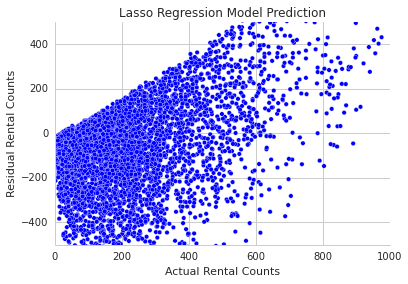 Lasso Regression Model Prediction
400
200
0
−200
−400
Residual Rental Counts
0 200 400 600 800 1000
Actual Rental Counts